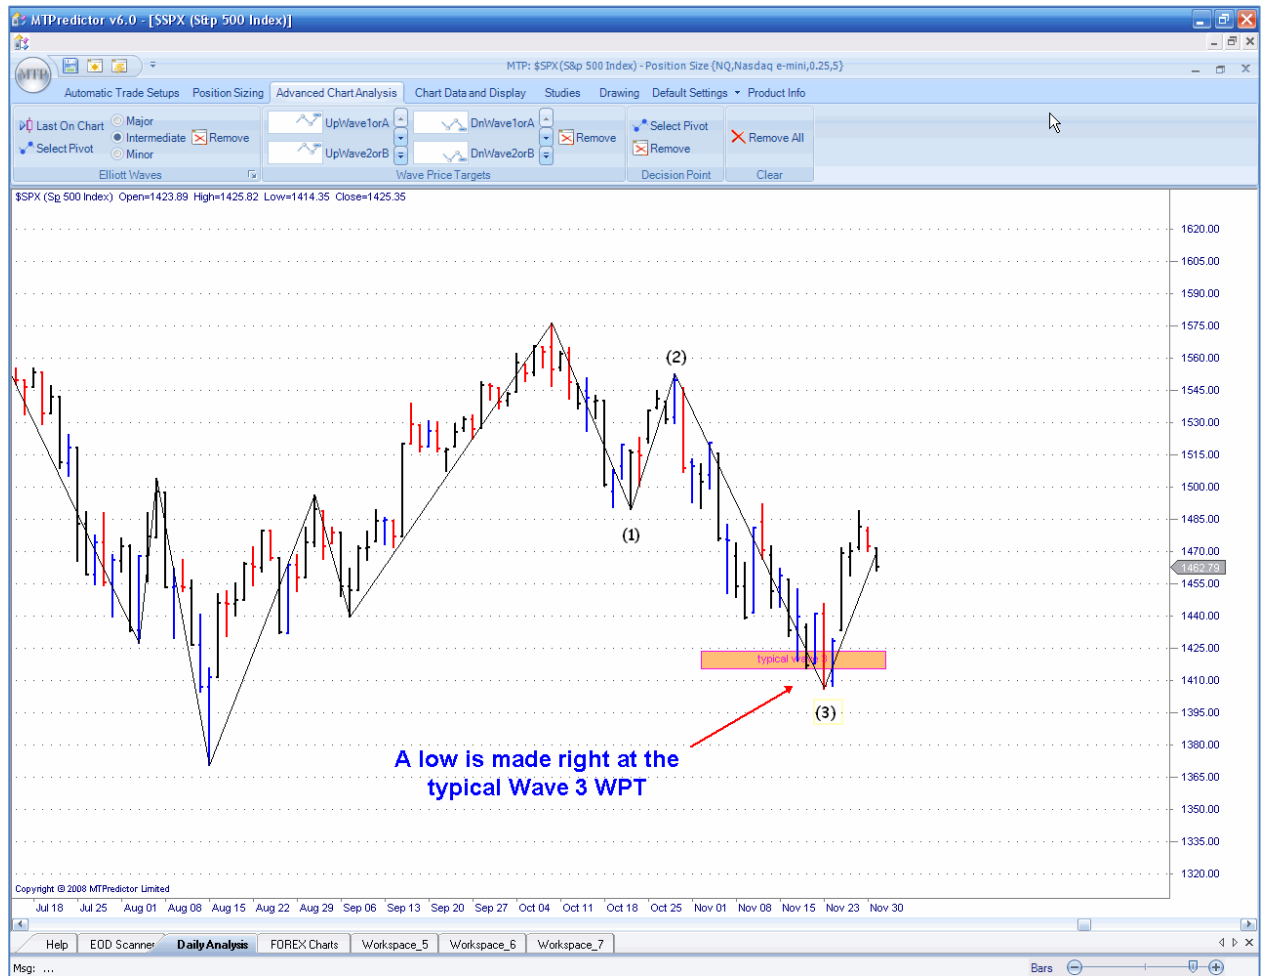 MTPredictor v6.0 - [$SPX (S&p 500 Index)]
MTP
MTP: $SPX(S&p 500 Index) - Position Size {NQ,Nasdaq e-mini,0.25,5}
Automatic Trade Setups Position Sizing Advanced Chart Analysis Chart Data and Display Studies Drawing Default Settings Product Info
Last On Chart
Select Pivot
Major
Intermediate
Minor
Remove
Elliott Waves
UpWave1orA
UpWave2orB
DnWave1orA
DnWave2orB
Remove
Wave Price Targets
Select Pivot
Remove
Decision Point
Remove All
Clear
$SPX (Sp 500 Index) Open=1423.89 High=1425.82 Low=1414.35 Close=1425.35
1620.00
1605.00
1590.00
1575.00
1560.00
1545.00
1530.00
1515.00
1500.00
1485.00
1470.00
1462.79
1455.00
1440.00
1425.00
1410.00
1395.00
1380.00
1365.00
1350.00
1335.00
1320.00
(2)
(1)
typical wave 3
(3)
A low is made right at the
typical Wave 3 WPT
Copyright © 2008 MTPredictor Limited
Jul 18 Jul 25 Aug 01 Aug 08 Aug 15 Aug 22 Aug 29 Sep 06 Sep 13 Sep 20 Sep 27 Oct 04 Oct 11 Oct 18 Oct 25 Nov 01 Nov 08 Nov 15 Nov 23 Nov 30
Help EOD Scanner Daily Analysis FOREX Charts Workspace_5 Workspace_6 Workspace_7
Msg: ...
Bars